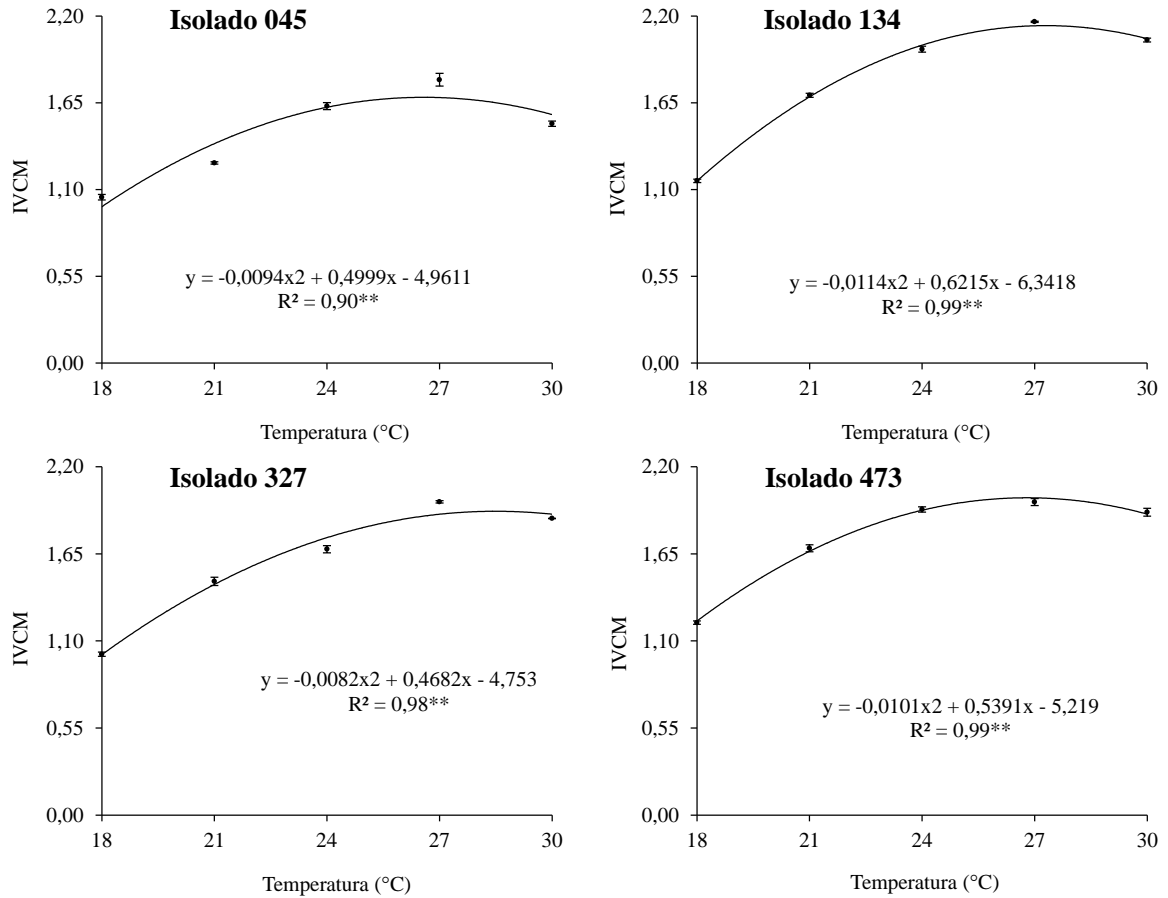 Isolado 045
2,20
1,65
1,10
0,55
0,00
IVCM
y = -0,0094x2 + 0,4999x - 4,9611
R² = 0,90**
18 21 24 27 30
Temperatura (°C)
Isolado 134
2,20
1,65
1,10
0,55
0,00
IVCM
y = -0,0114x2 + 0,6215x - 6,3418
R² = 0,99**
18 21 24 27 30
Temperatura (°C)
Isolado 327
2,20
1,65
1,10
0,55
0,00
IVCM
y = -0,0082x2 + 0,4682x - 4,753
R² = 0,98**
18 21 24 27 30
Temperatura (°C)
Isolado 473
2,20
1,65
1,10
0,55
0,00
IVCM
y = -0,0101x2 + 0,5391x - 5,219
R² = 0,99**
18 21 24 27 30
Temperatura (°C)